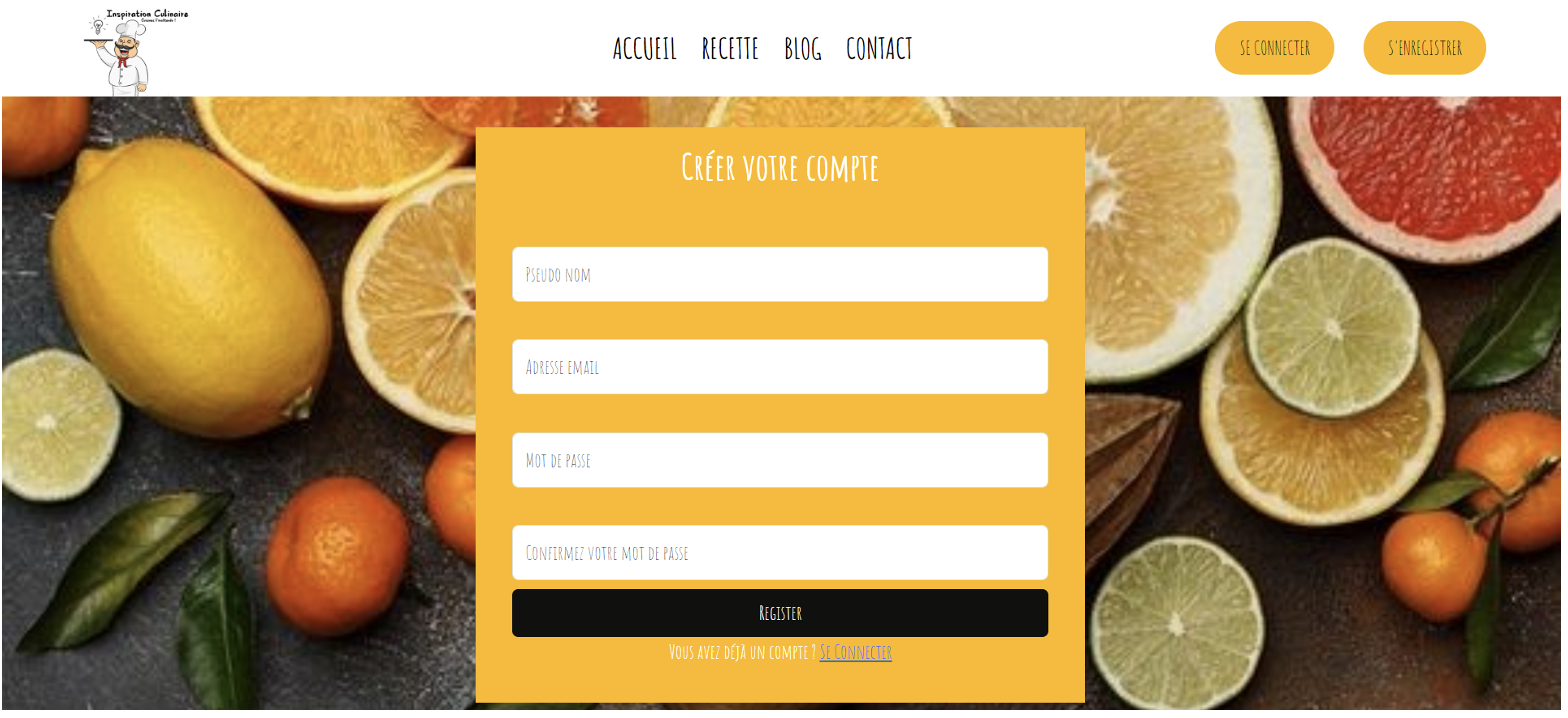 Inspiration Culinaire
ACCUEIL RECETTE BLOG CONTACT
SE CONNECTER
S'ENREGISTRER
Créer votre compte
Pseudo nom
Adresse email
Mot de passe
Confirmez votre mot de passe
Register
Vous avez déjà un compte ? Se Connecter